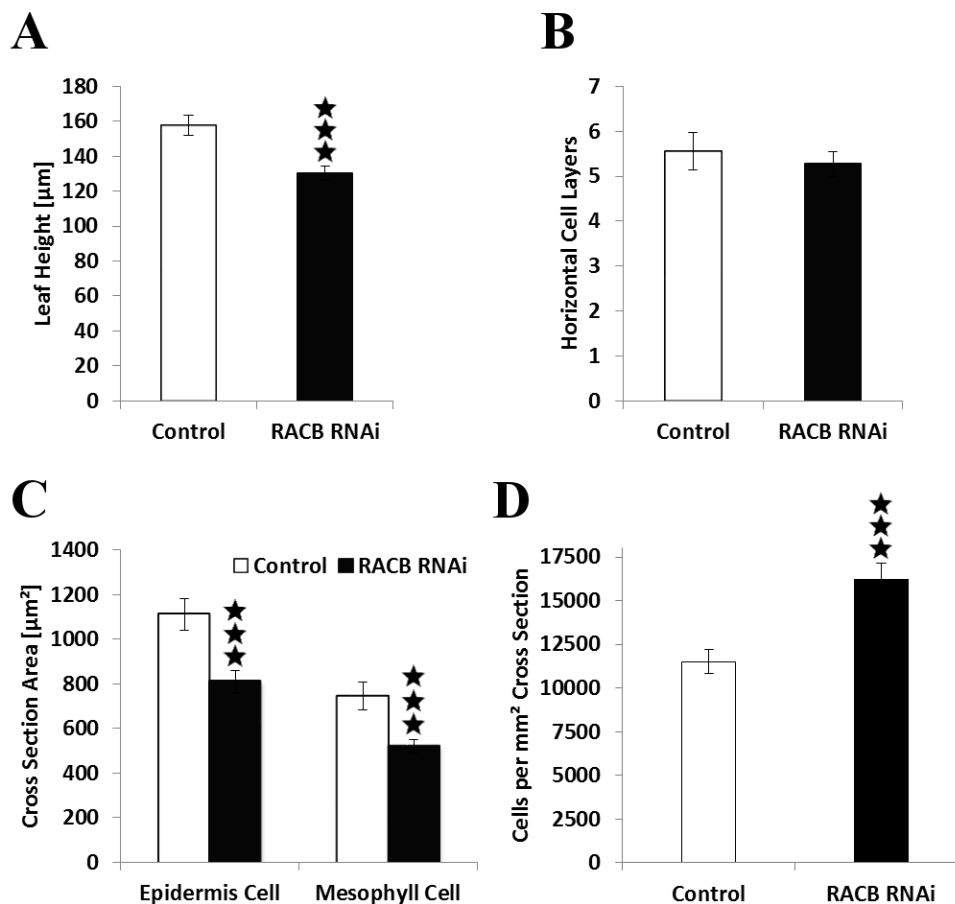 A
Leaf Height [µm]
180
160
140
120
100
80
60
40
20
0
Control RACB RNAi
B
Horizontal Cell Layers
7
6
5
4
3
2
1
0
Control RACB RNAi
C
Cross Section Area [µm²]
1400
1200
1000
800
600
400
200
0
Control RACB RNAi
Epidermis Cell Mesophyll Cell
D
Cells per mm² Cross Section
17500
15000
12500
10000
7500
5000
2500
0
Control RACB RNAi